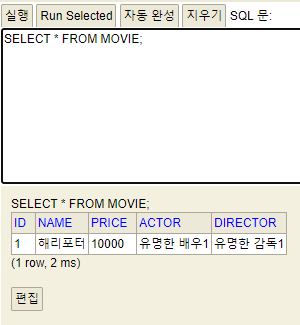 실행 Run Selected 자동 완성 지우기 SQL 문:
SELECT * FROM MOVIE;
SELECT * FROM MOVIE;
ID NAME PRICE ACTOR DIRECTOR
1 해리포터 10000 유명한 배우1 유명한 감독1
(1 row, 2 ms)
편집